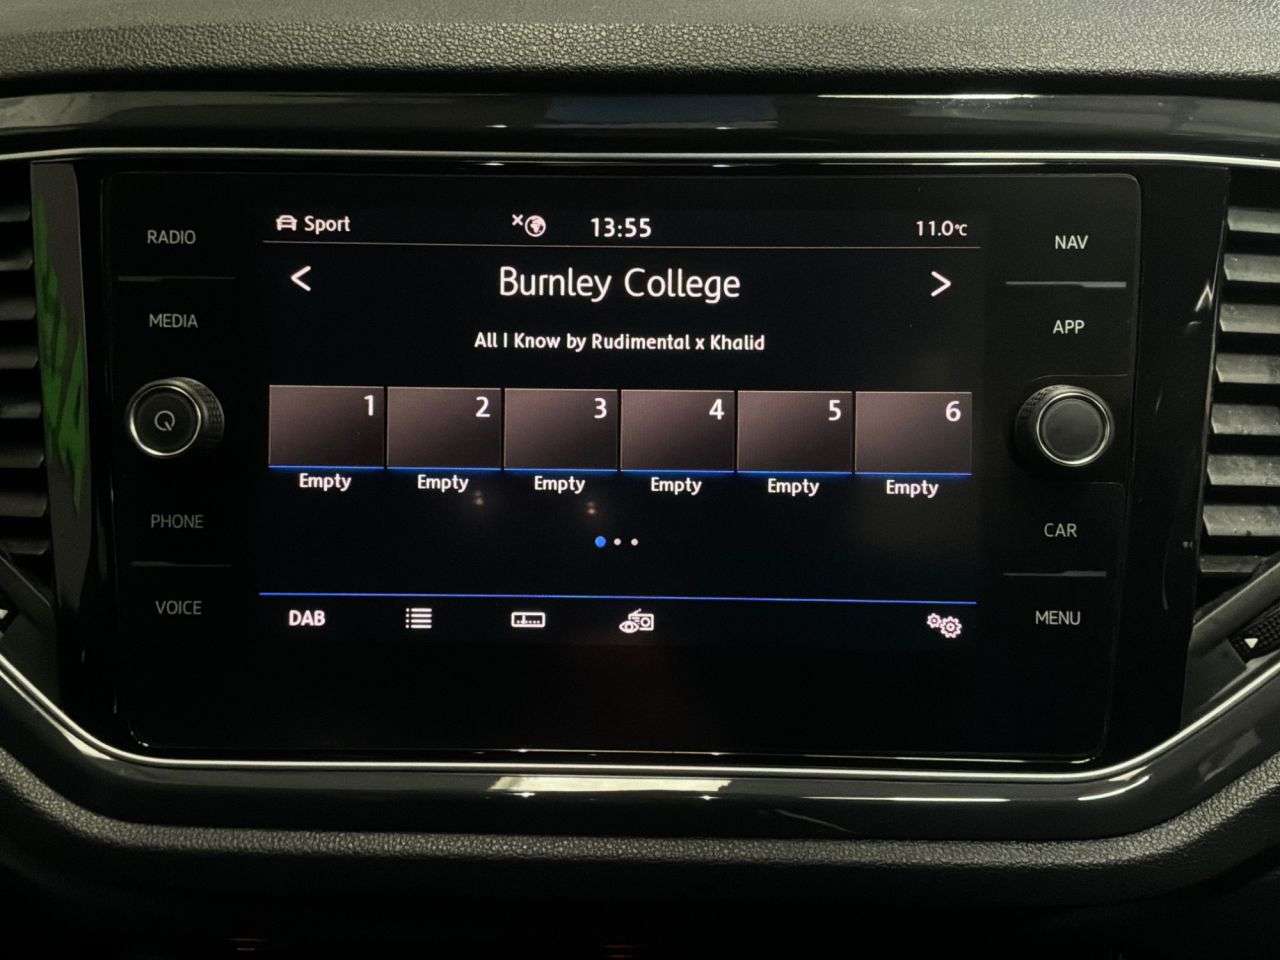 RADIO
MEDIA
PHONE
VOICE
Sport 13:55 11.0°C
< Burnley College >
All I Know by Rudimental x Khalid
1 2 3 4 5 6
Empty Empty Empty Empty Empty Empty
DAB
NAV
APP
CAR
MENU